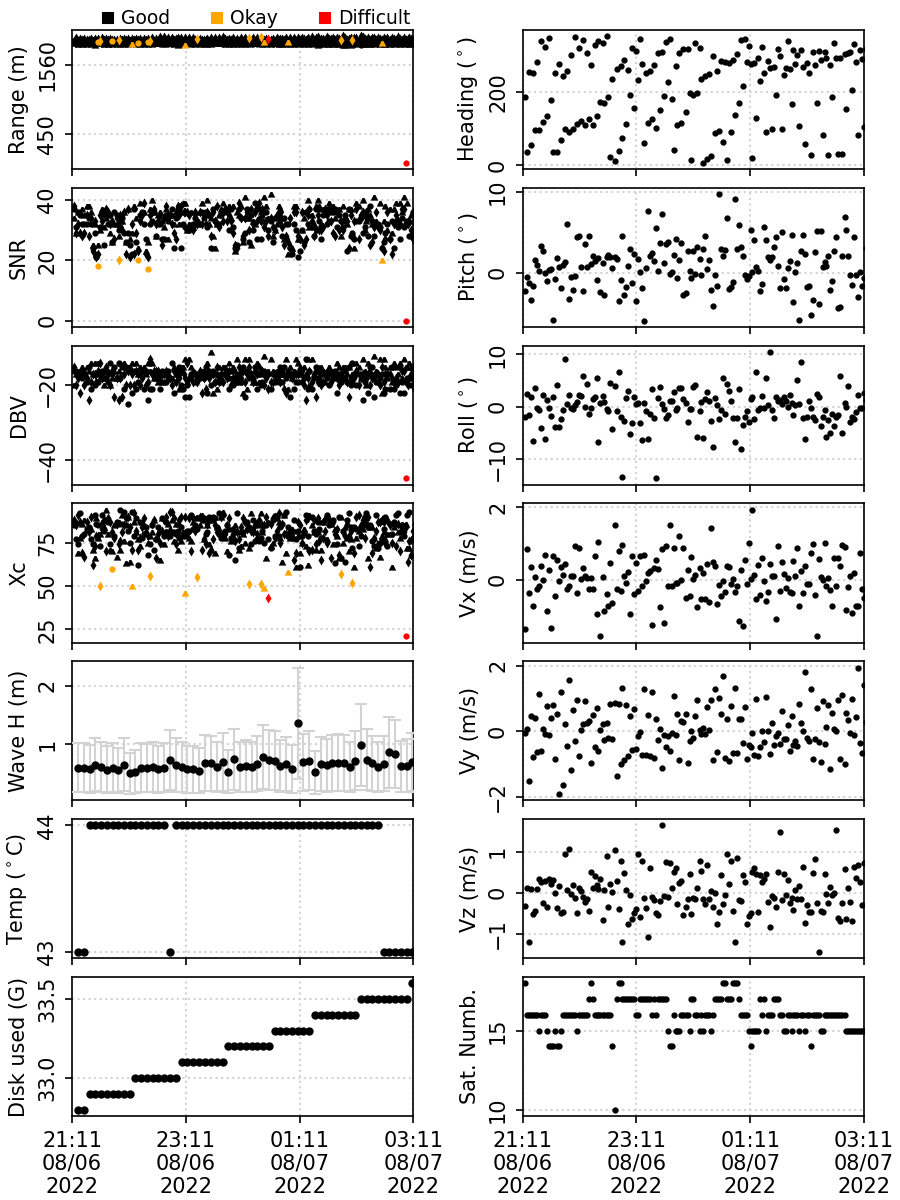 Good Okay Difficult
Range (m)
1560
450
Heading (°)
200
0
SNR
40
20
0
Pitch (°)
10
0
DBV
−20
−40
Roll (°)
10
0
−10
Xc
75
50
25
Vx (m/s)
2
0
Wave H (m)
2
1
Vy (m/s)
2
0
−2
Temp (°C)
44
43
Vz (m/s)
1
0
−1
Disk used (G)
33.5
33.0
Sat. Numb.
15
10
21:11 23:11 01:11 03:11
08/06 08/06 08/07 08/07
2022 2022 2022 2022
21:11 23:11 01:11 03:11
08/06 08/06 08/07 08/07
2022 2022 2022 2022